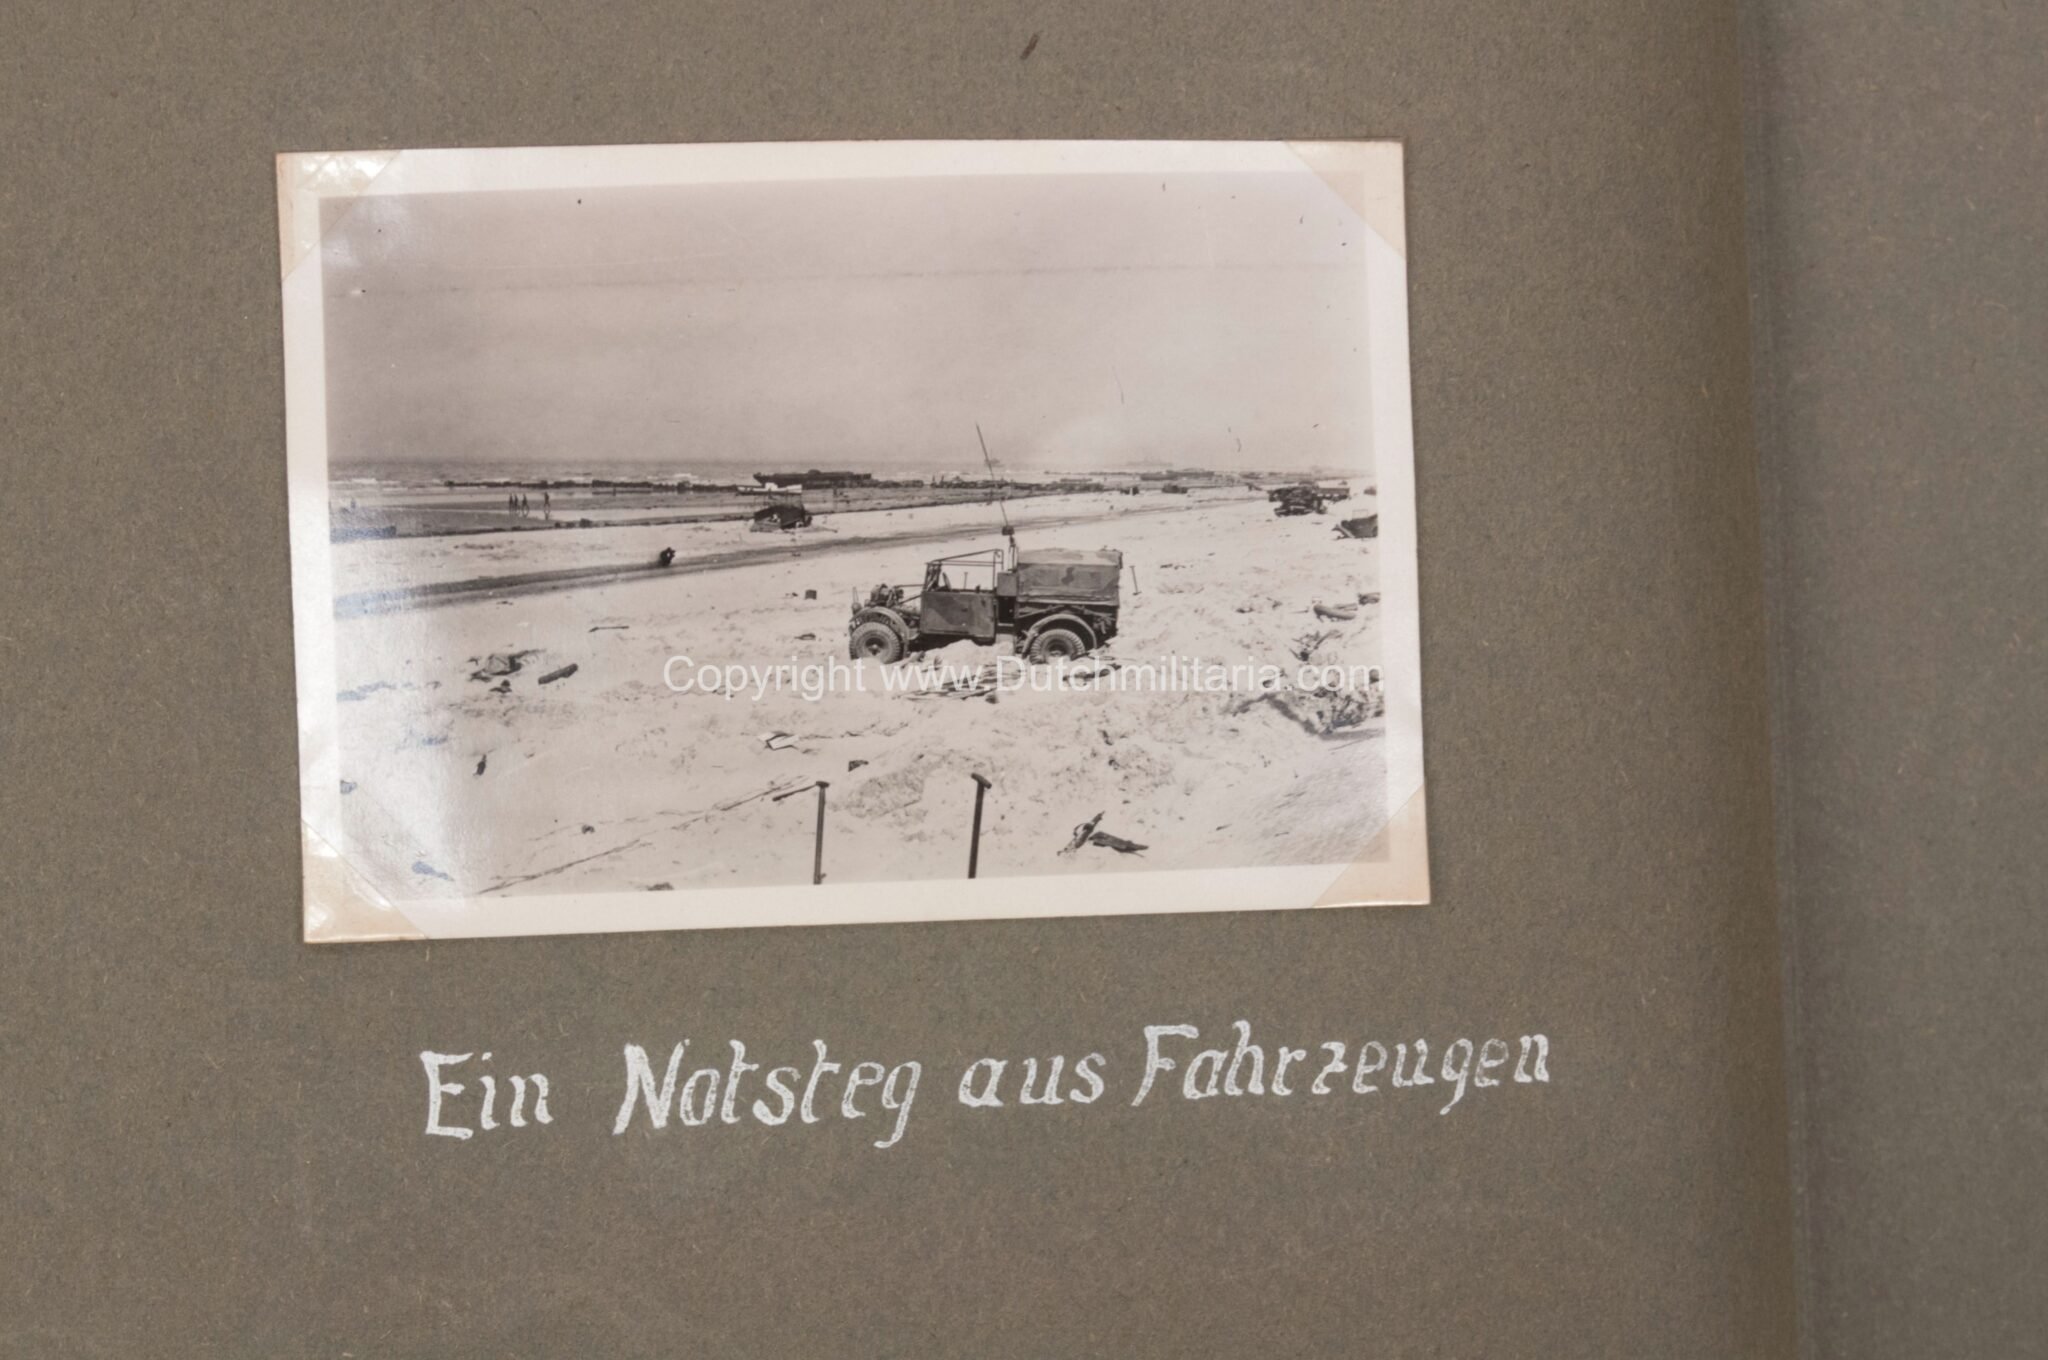 Copyright www.Dutchmilitaria.com
Ein Notsteg aus Fahrzeugen